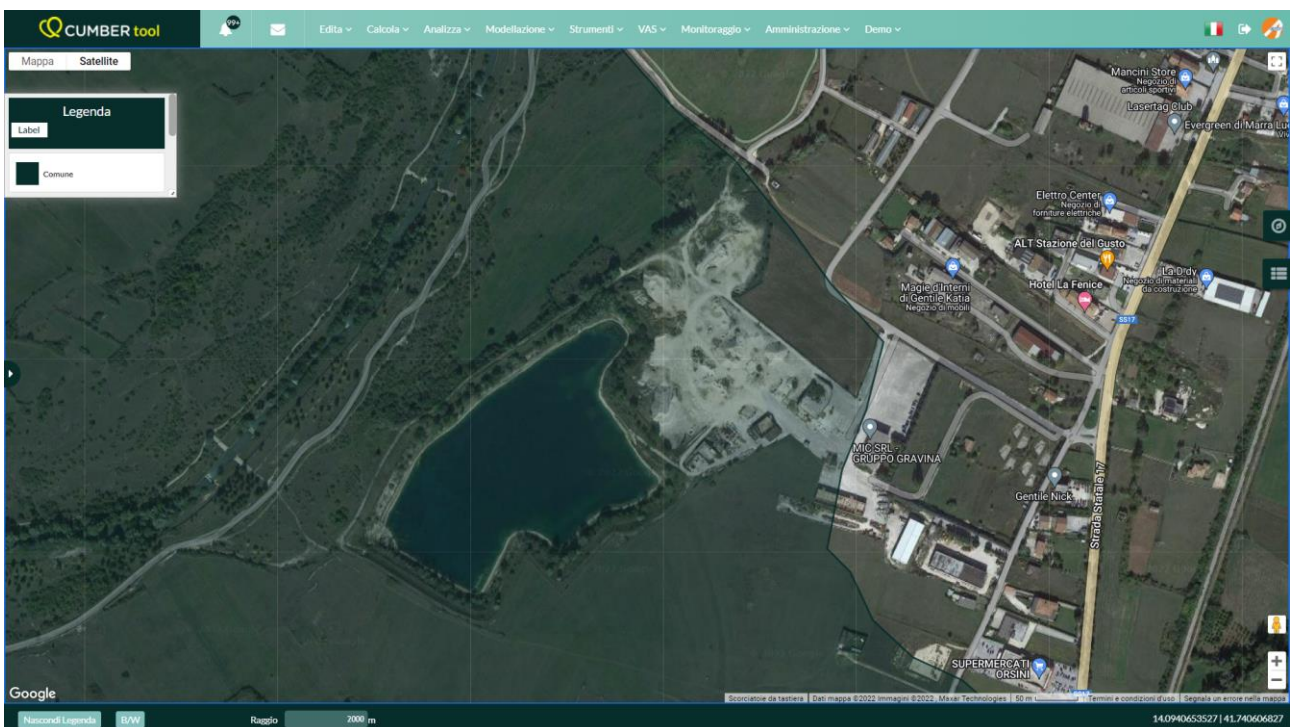 CUMBER tool
99+
Edita
Calcola
Analizza
Modellazione
Strumenti
VAS
Monitoraggio
Amministrazione
Demo
Mappa
Satellite
Legenda
Label
Comune
Mancini Store
Negozio di
articoli sportivi
Lasertag Club
Evergreen di Marra Lu
Elettro Center
Negozio di
forniture elettriche
ALT Stazione del Gusto
Hotel La Fenice
La.D.dy
Negozio di materiali
da costruzione
Magie d'Interni
di Gentile Katia
Negozio di mobili
SS17
MIC SRL -
GRUPPO GRAVINA
Gentile Nick
Strada Statale 17
SUPERMERCATI
ORSINI
Google
Scorciatoie da tastiera
Dati mappa ©2022 Immagini ©2022, Maxar Technologies
50 m
Termini e condizioni d'uso
Segnala un errore nella mappa
Nascondi Legenda
B/W
Raggio
2000 m
14.0940653527|41.740606827